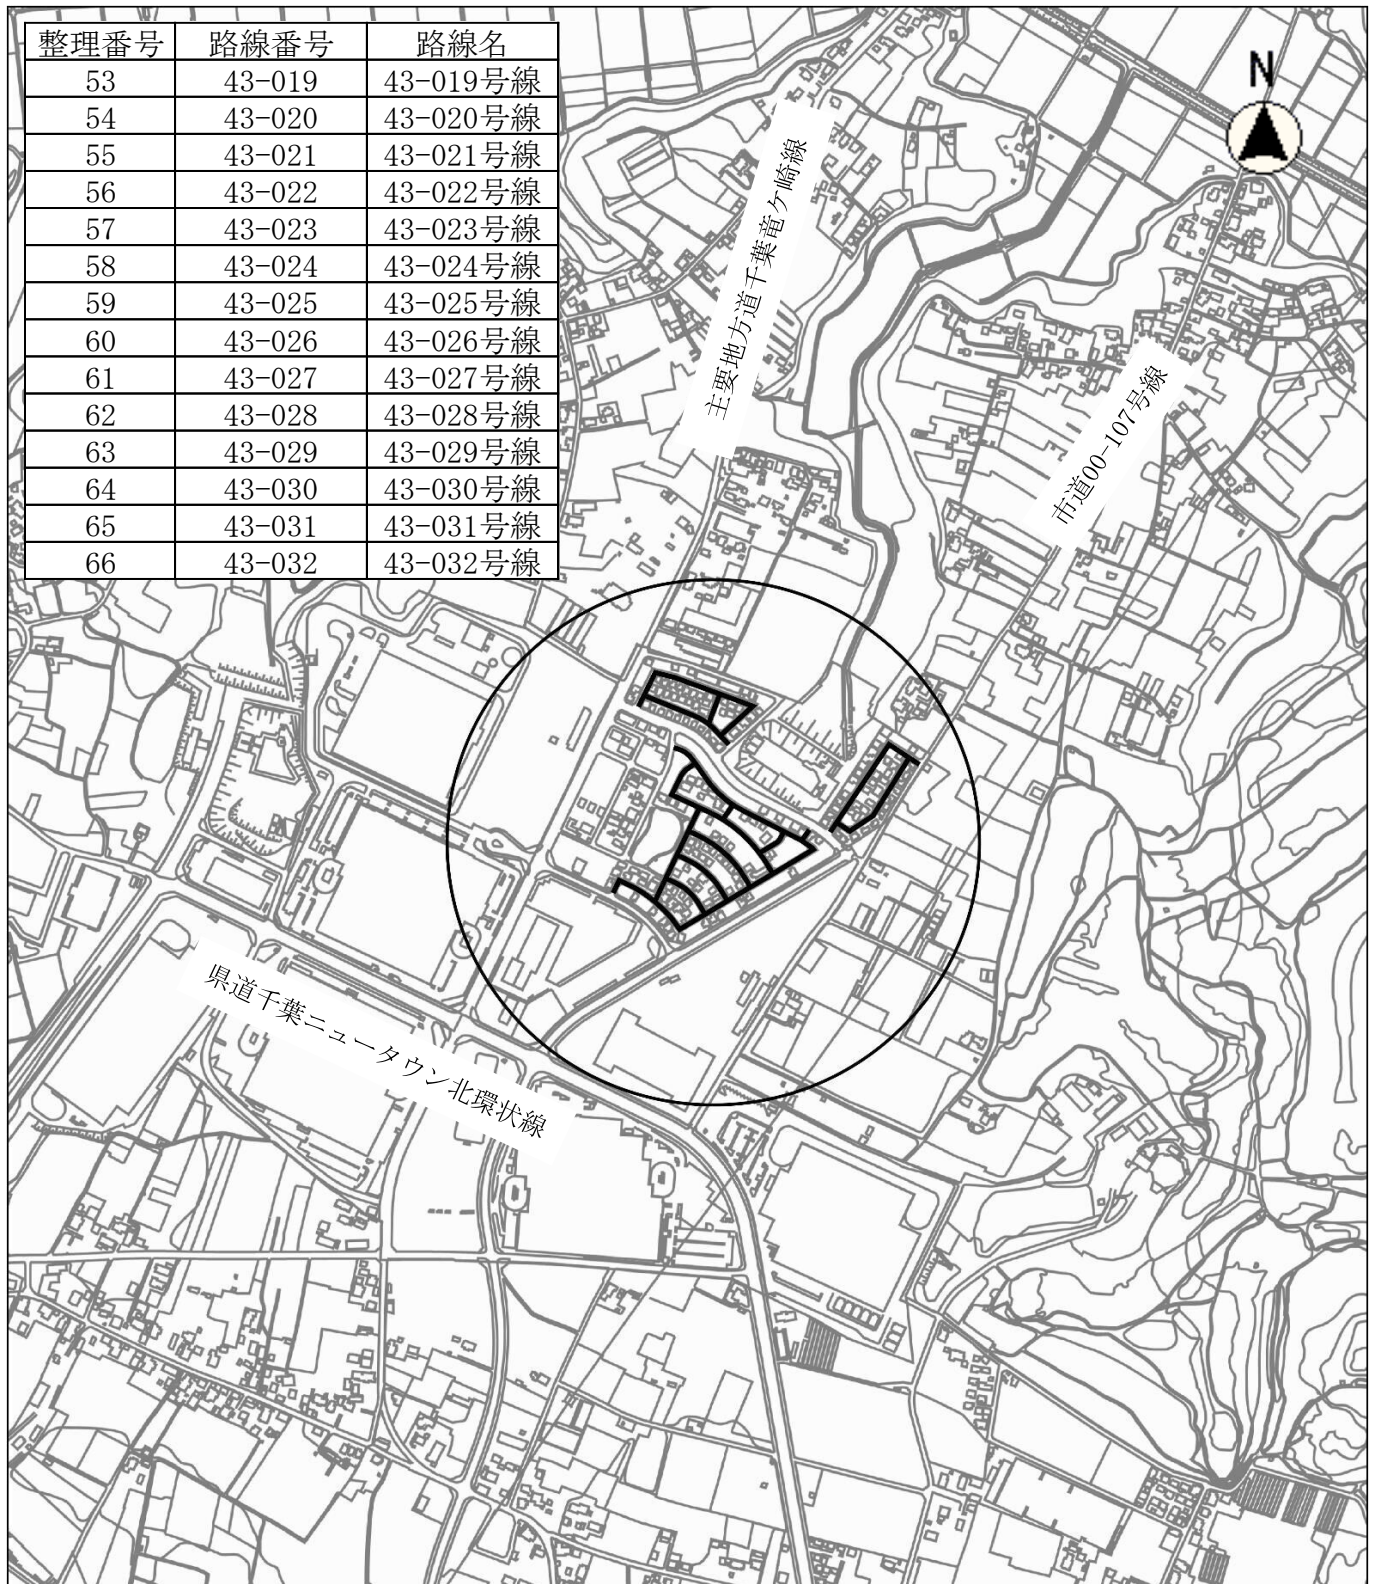 整理番号 路線番号 路線名
53 43-019 43-019号線
54 43-020 43-020号線
55 43-021 43-021号線
56 43-022 43-022号線
57 43-023 43-023号線
58 43-024 43-024号線
59 43-025 43-025号線
60 43-026 43-026号線
61 43-027 43-027号線
62 43-028 43-028号線
63 43-029 43-029号線
64 43-030 43-030号線
65 43-031 43-031号線
66 43-032 43-032号線
N
主要地方道千葉竜ケ崎線
市道00-107号線
県道千葉ニュータウン北環状線